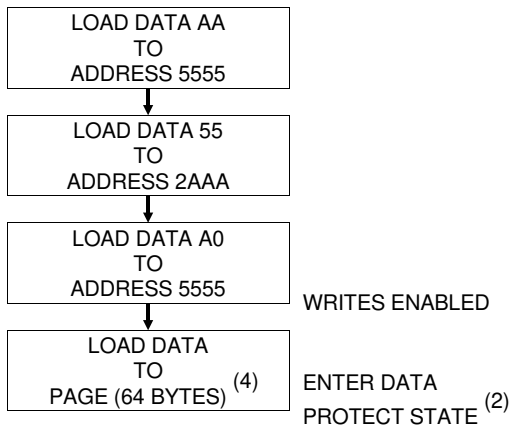 LOAD DATA AA
TO
ADDRESS 5555
LOAD DATA 55
TO
ADDRESS 2AAA
LOAD DATA A0
TO
ADDRESS 5555
WRITES ENABLED
LOAD DATA
TO
PAGE (64 BYTES) (4)
ENTER DATA
PROTECT STATE (2)